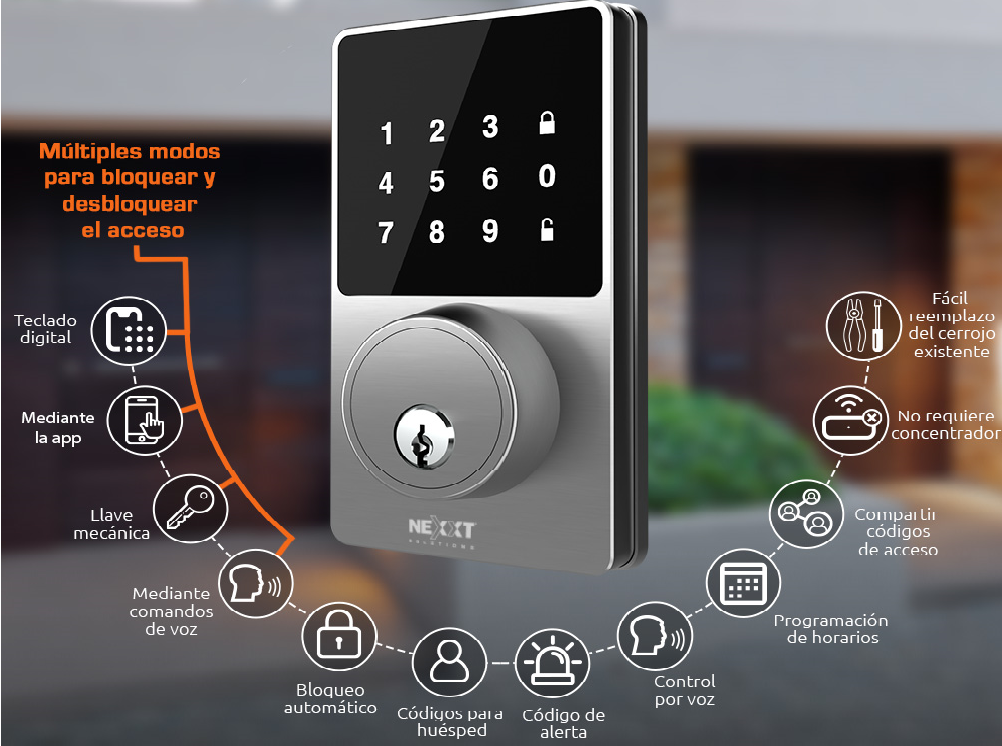 Múltiples modos
para bloquear y
desbloquear
el acceso
1 2 3
4 5 6 0
7 8 9
NEXXT
SOLUTIONS
Teclado
digital
Mediante
la app
Llave
mecánica
Mediante
comandos
de voz
Bloqueo
automático
Códigos para
huésped
Código de
alerta
Control
por voz
Programación
de horarios
Compartir
códigos
de acceso
No requiere
concentrador
Fácil
reemplazo
del cerrojo
existente